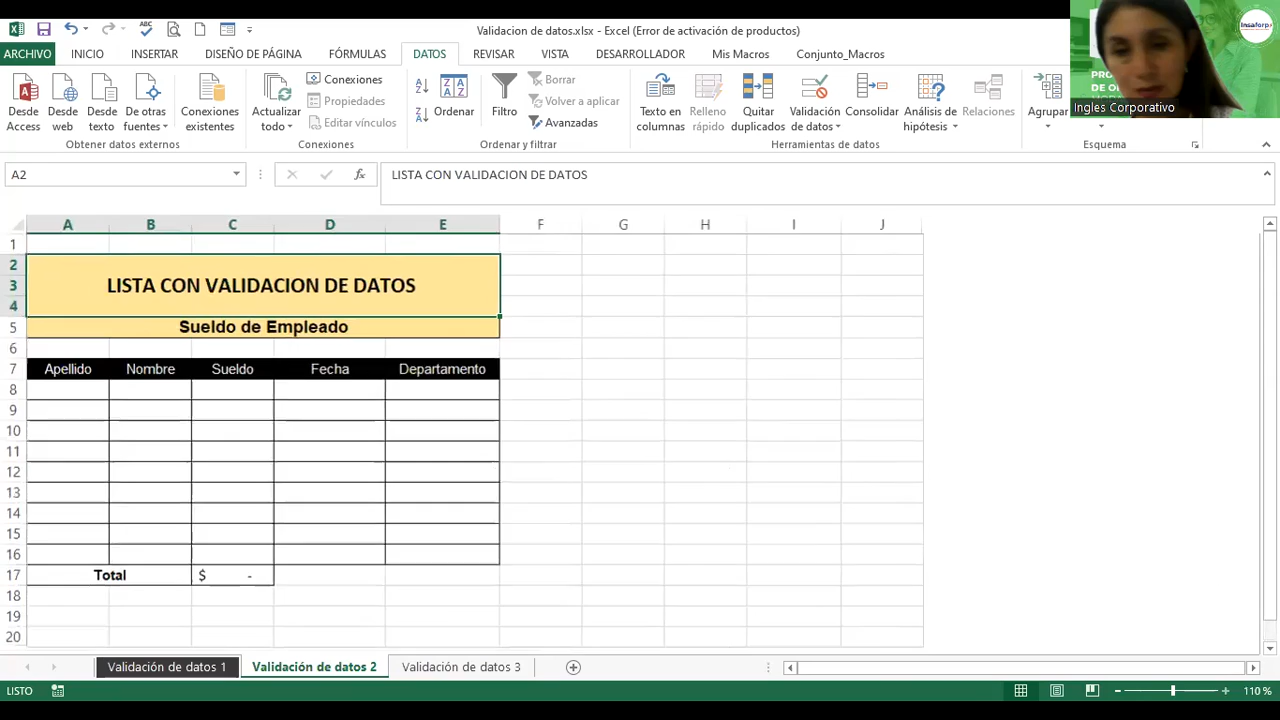 Validacion de datos.xlsx - Excel (Error de activación de productos)
ARCHIVO INICIO INSERTAR DISEÑO DE PÁGINA FÓRMULAS DATOS REVISAR VISTA DESARROLLADOR Mis Macros Conjunto_Macros
Desde Access
Desde web
Desde texto
De otras fuentes
Conexiones existentes
Obtener datos externos
Actualizar todo
Conexiones
Propiedades
Editar vínculos
Conexiones
Ordenar
Filtro
Borrar
Volver a aplicar
Avanzadas
Ordenar y filtrar
Texto en columnas
Relleno rápido
Quitar duplicados
Validación de datos
Consolidar
Análisis de hipótesis
Relaciones
Herramientas de datos
Agrupar
Esquema
Insaforp
DE
Ingles Corporativo
A2
fx
LISTA CON VALIDACION DE DATOS
A B C D E F G H I J
1
2
3 LISTA CON VALIDACION DE DATOS
4
5 Sueldo de Empleado
6
7 Apellido Nombre Sueldo Fecha Departamento
8
9
10
11
12
13
14
15
16
17 Total $ -
18
19
20
Validación de datos 1 Validación de datos 2 Validación de datos 3
LISTO
110 %